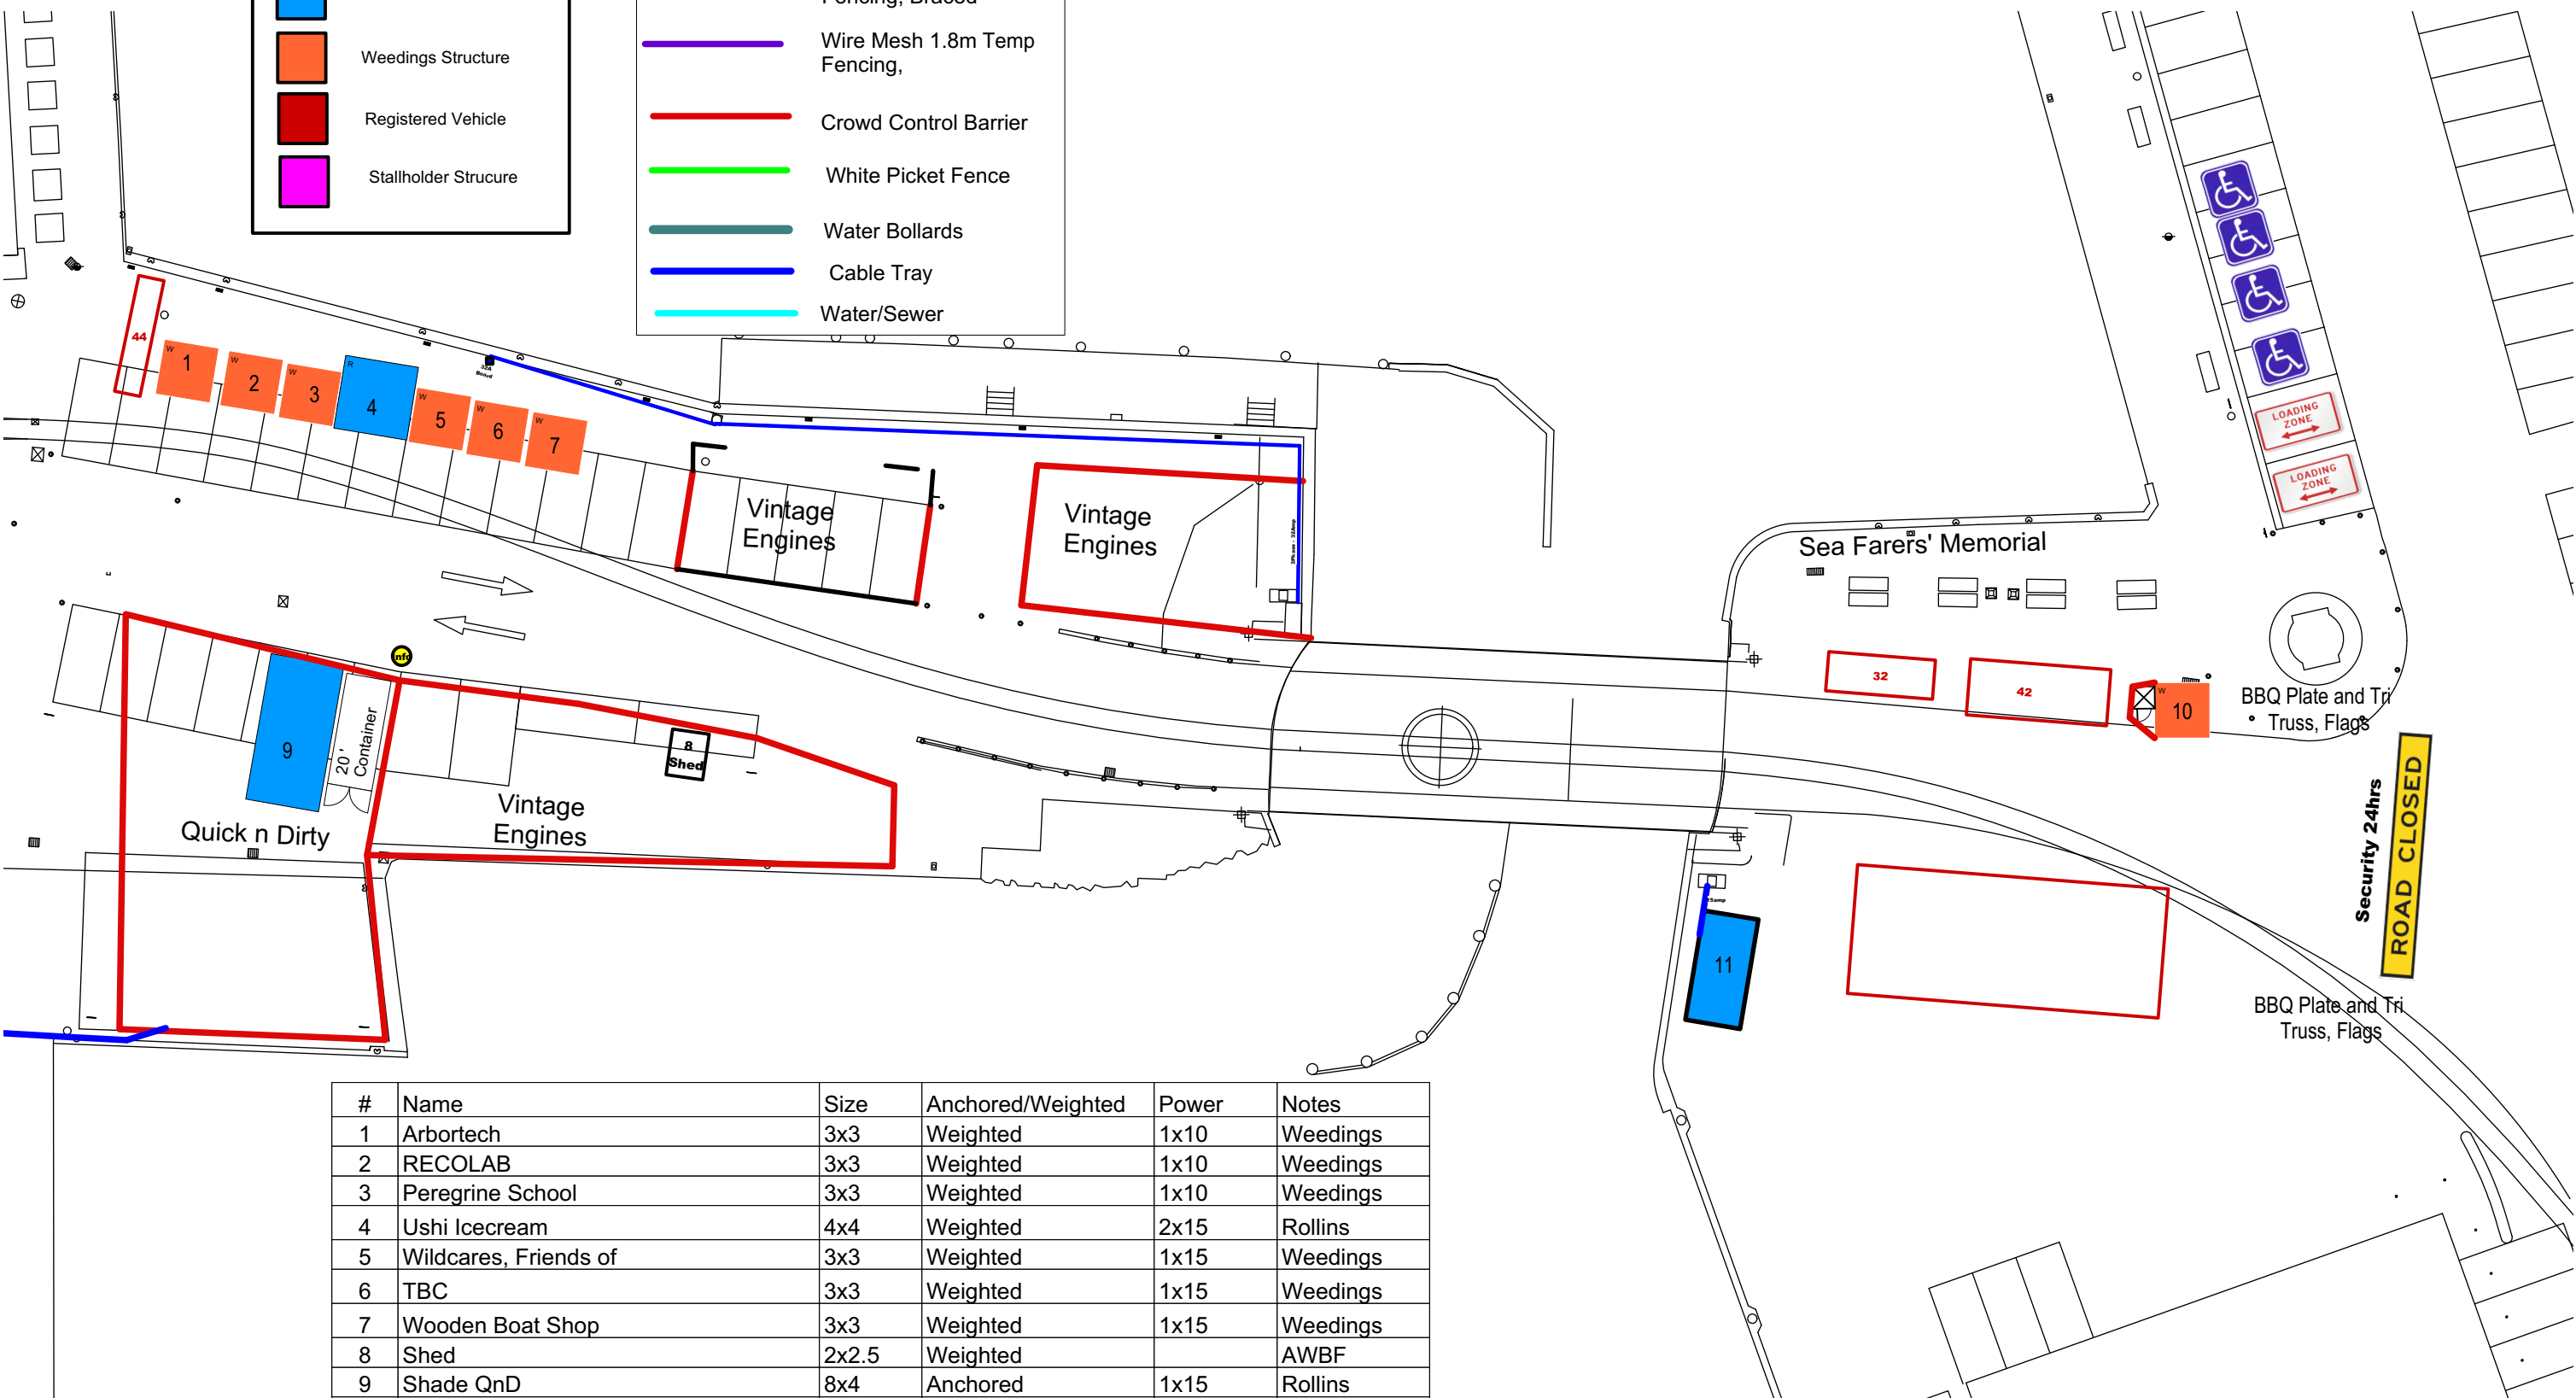 Fencing, Braced
Weedings Structure
Registered Vehicle
Stallholder Strucure
Wire Mesh 1.8m Temp
Fencing,
Crowd Control Barrier
White Picket Fence
Water Bollards
Cable Tray
Water/Sewer
LOADING
ZONE
LOADING
ZONE
44
W
1
W
2
W
3
R
4
W
5
W
6
W
7
32A
Board
Vintage
Engines
Vintage
Engines
3Phase - 32Amp
Sea Farers' Memorial
32
42
W
10
BBQ Plate and Tri
Truss, Flags
Info
9
20 '
Container
8
Shed
Quick n Dirty
Vintage
Engines
Security 24hrs
ROAD CLOSED
15amp
11
BBQ Plate and Tri
Truss, Flags
# Name Size Anchored/Weighted Power Notes
1 Arbortech 3x3 Weighted 1x10 Weedings
2 RECOLAB 3x3 Weighted 1x10 Weedings
3 Peregrine School 3x3 Weighted 1x10 Weedings
4 Ushi Icecream 4x4 Weighted 2x15 Rollins
5 Wildcares, Friends of 3x3 Weighted 1x15 Weedings
6 TBC 3x3 Weighted 1x15 Weedings
7 Wooden Boat Shop 3x3 Weighted 1x15 Weedings
8 Shed 2x2.5 Weighted AWBF
9 Shade QnD 8x4 Anchored 1x15 Rollins